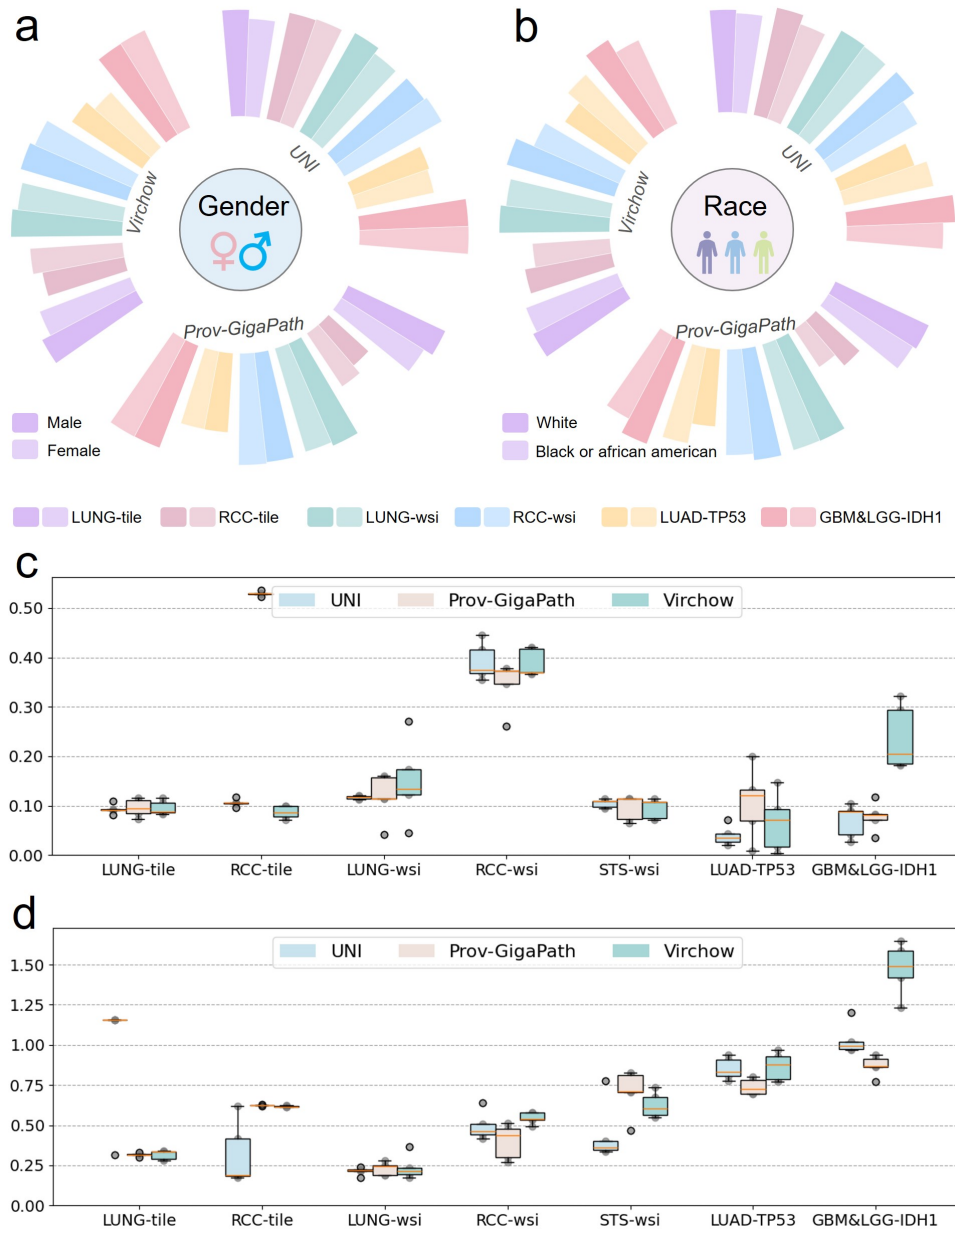 a
b
UNI
Virchow
Gender
Prov-GigaPath
Male
Female
UNI
Virchow
Race
Prov-GigaPath
White
Black or african american
LUNG-tile RCC-tile LUNG-wsi RCC-wsi LUAD-TP53 GBM&LGG-IDH1
c
UNI Prov-GigaPath Virchow
0.50
0.40
0.30
0.20
0.10
0.00
LUNG-tile RCC-tile LUNG-wsi RCC-wsi STS-wsi LUAD-TP53 GBM&LGG-IDH1
d
UNI Prov-GigaPath Virchow
1.50
1.25
1.00
0.75
0.50
0.25
0.00
LUNG-tile RCC-tile LUNG-wsi RCC-wsi STS-wsi LUAD-TP53 GBM&LGG-IDH1